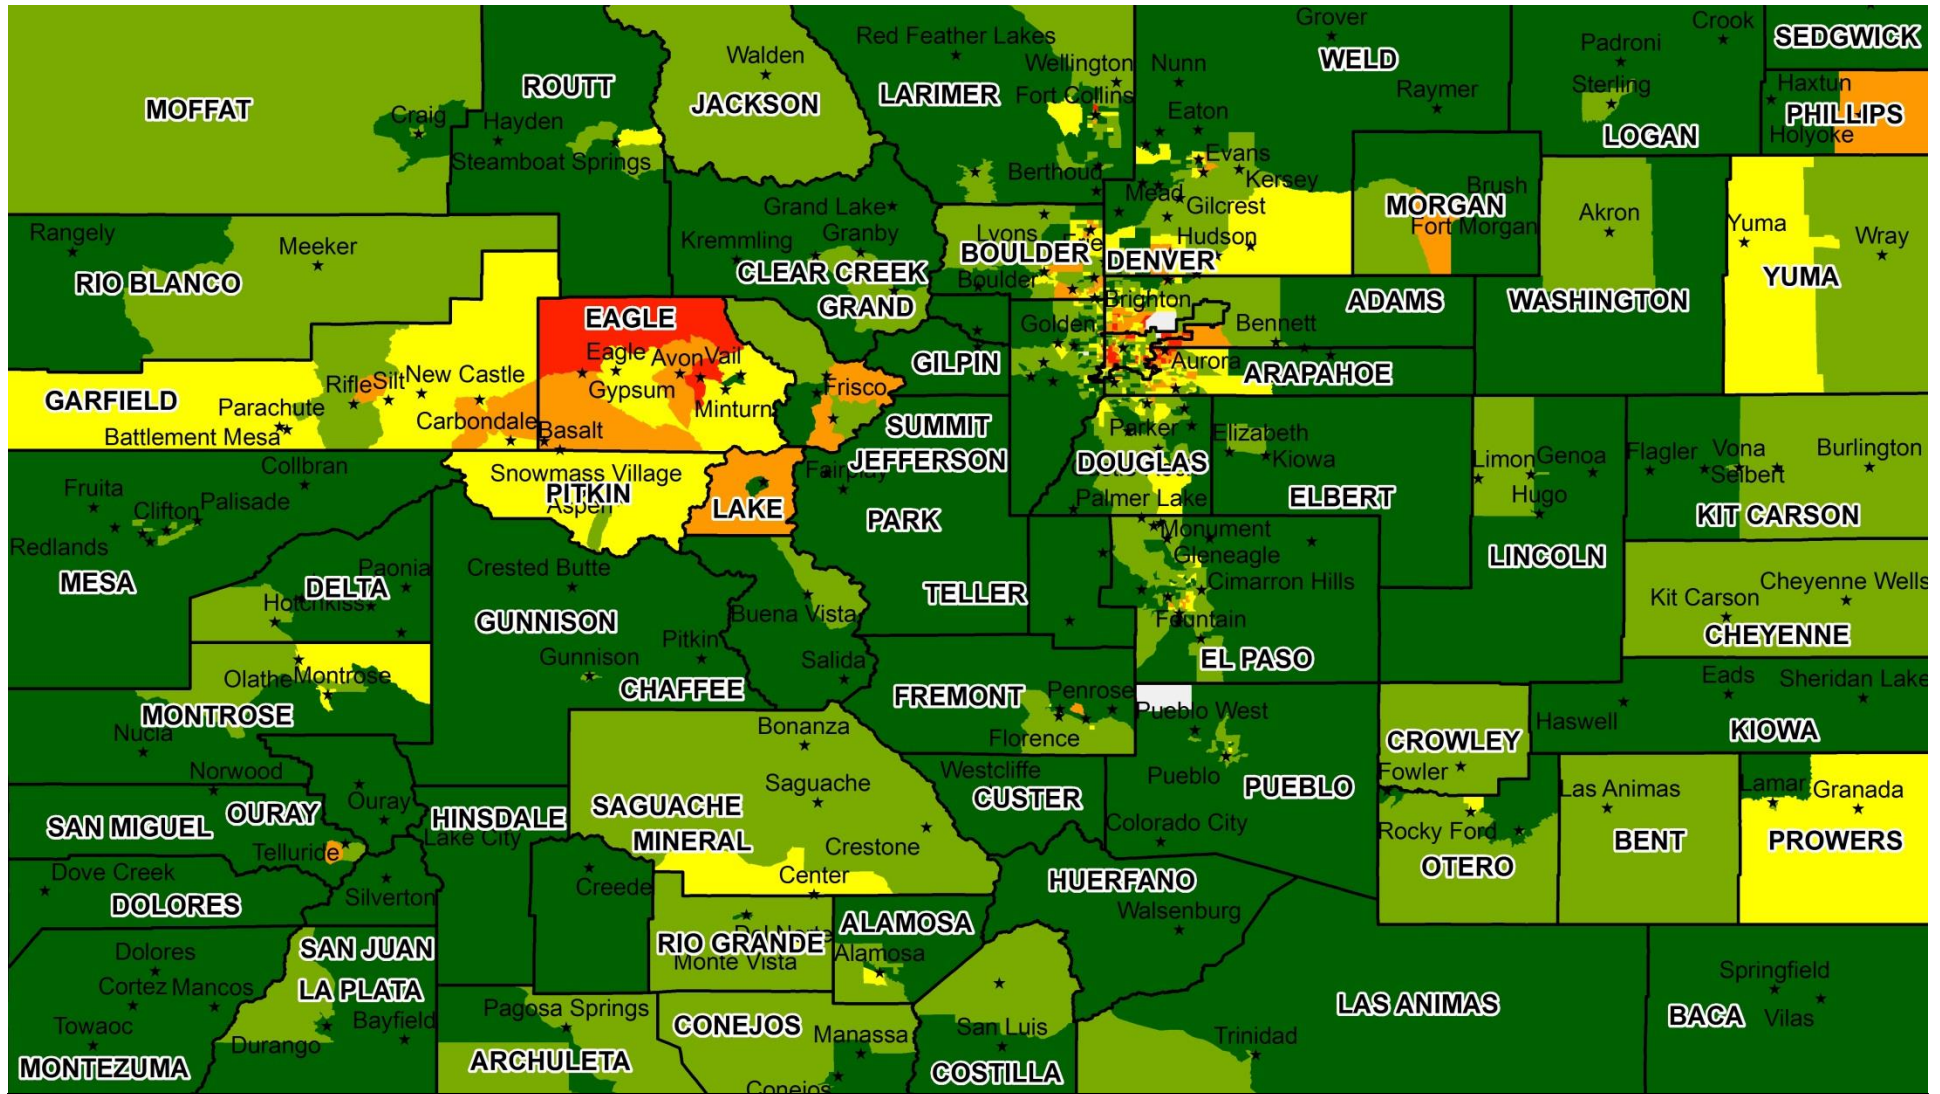 Grover
Crook
SEDGWICK
Red Feather Lakes
Padroni
Walden
WELD
Wellington
Nunn
ROUTT
Sterling
Haxtun
JACKSON
LARIMER
Fort Collins
Raymer
MOFFAT
Craig
Hayden
Eaton
PHILLIPS
LOGAN
Holyoke
Steamboat Springs
Evans
Berthoud
Kersey
Brush
Mead
Grand Lake
Gilcrest
MORGAN
Akron
Fort Morgan
Yuma
Rangely
Meeker
Kremmling
Granby
Lyons
Erie
Hudson
Wray
BOULDER
DENVER
RIO BLANCO
CLEAR CREEK
Boulder
YUMA
GRAND
Brighton
ADAMS
WASHINGTON
EAGLE
Golden
Bennett
Eagle
Avon
Vail
GILPIN
Aurora
ARAPAHOE
Rifle
Silt
New Castle
Gypsum
Frisco
GARFIELD
Parachute
Minturn
Carbondale
Basalt
SUMMIT
Parker
Elizabeth
Battlement Mesa
JEFFERSON
DOUGLAS
Kiowa
Limon
Genoa
Flagler
Vona
Burlington
Collbran
Snowmass Village
Fairplay
Seibert
Fruita
Palisade
PITKIN
Aspen
LAKE
Palmer Lake
ELBERT
Hugo
Clifton
PARK
KIT CARSON
Redlands
Monument
Gleneagle
LINCOLN
MESA
Paonia
Crested Butte
Cimarron Hills
Cheyenne Wells
DELTA
Hotchkiss
TELLER
Kit Carson
GUNNISON
Buena Vista
Fountain
CHEYENNE
Pitkin
Gunnison
Salida
EL PASO
Olathe
Montrose
CHAFFEE
FREMONT
Penrose
Eads
Sheridan Lake
MONTROSE
Pueblo West
Haswell
Nucla
Bonanza
Florence
CROWLEY
KIOWA
Norwood
Westcliffe
Pueblo
Fowler
Saguache
CUSTER
PUEBLO
Las Animas
Lamar
Granada
Ouray
SAGUACHE
SAN MIGUEL
OURAY
HINSDALE
Colorado City
Rocky Ford
Lake City
MINERAL
Crestone
BENT
PROWERS
Telluride
OTERO
Dove Creek
Center
HUERFANO
Creede
Silverton
DOLORES
Walsenburg
ALAMOSA
Del Norte
RIO GRANDE
Dolores
SAN JUAN
Monte Vista
Alamosa
Springfield
Cortez
Mancos
LA PLATA
LAS ANIMAS
Pagosa Springs
Towaoc
Bayfield
CONEJOS
Manassa
San Luis
BACA
Vilas
Durango
Trinidad
MONTEZUMA
ARCHULETA
COSTILLA
Conejos